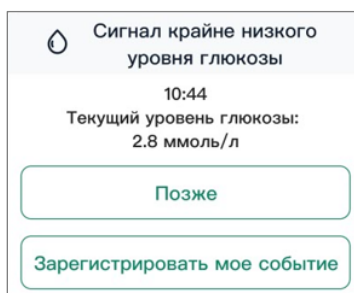 Сигнал крайне низкого
уровня глюкозы
10:44
Текущий уровень глюкозы:
2.8 ммоль/л
Позже
Зарегистрировать мое событие